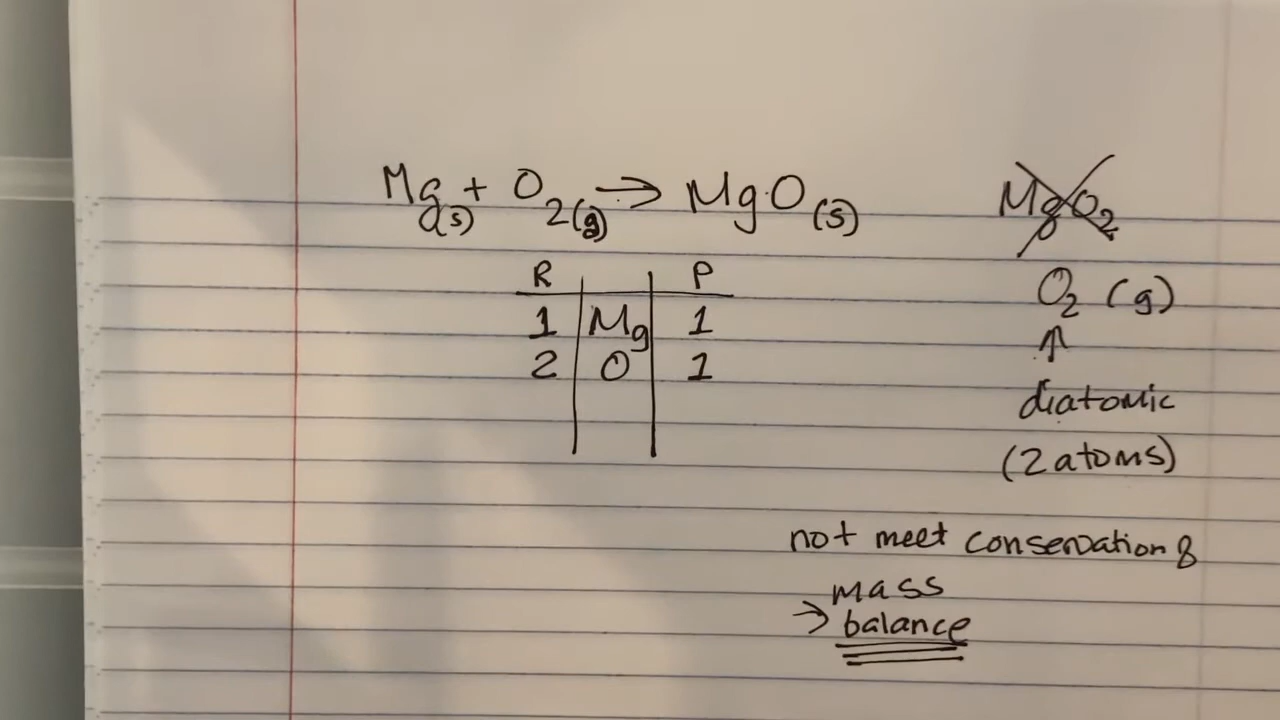 Mg(s) + O2(g) → MgO(s)
MgO2
R P
1 Mg 1
2 O 1
O2 (g)
↑
diatomic
(2 atoms)
not meet conservation of
mass
→ balance